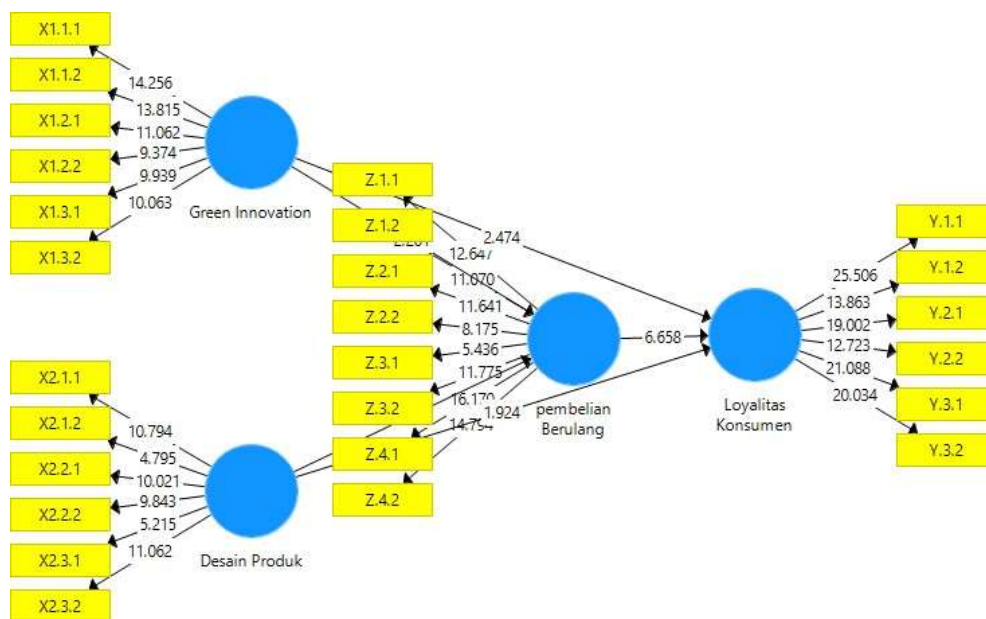 X1.1.1
X1.1.2
X1.2.1
X1.2.2
X1.3.1
X1.3.2
14.256
13.815
11.062
9.374
9.939
10.063
Green Innovation
X2.1.1
X2.1.2
X2.2.1
X2.2.2
X2.3.1
X2.3.2
10.794
4.795
10.021
9.843
5.215
11.062
Desain Produk
Z.1.1
Z.1.2
Z.2.1
Z.2.2
Z.3.1
Z.3.2
Z.4.1
Z.4.2
12.647
11.070
11.641
8.175
5.436
11.775
16.170
pembelian
Berulang
2.474
6.658
1.924
Loyalitas
Konsumen
25.506
13.863
19.002
12.723
21.088
20.034
Y.1.1
Y.1.2
Y.2.1
Y.2.2
Y.3.1
Y.3.2